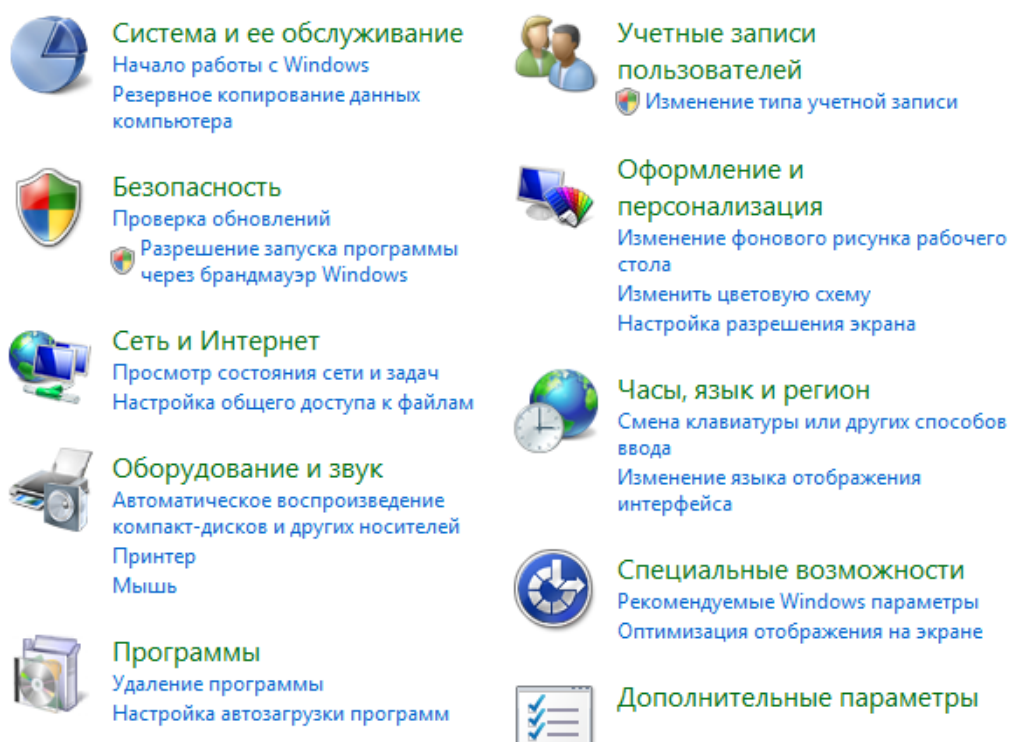 Система и ее обслуживание
Начало работы с Windows
Резервное копирование данных
компьютера
Безопасность
Проверка обновлений
Разрешение запуска программы
через брандмауэр Windows
Сеть и Интернет
Просмотр состояния сети и задач
Настройка общего доступа к файлам
Оборудование и звук
Автоматическое воспроизведение
компакт-дисков и других носителей
Принтер
Мышь
Программы
Удаление программы
Настройка автозагрузки программ
Учетные записи
пользователей
Изменение типа учетной записи
Оформление и
персонализация
Изменение фонового рисунка рабочего
стола
Изменить цветовую схему
Настройка разрешения экрана
Часы, язык и регион
Смена клавиатуры или других способов
ввода
Изменение языка отображения
интерфейса
Специальные возможности
Рекомендуемые Windows параметры
Оптимизация отображения на экране
Дополнительные параметры